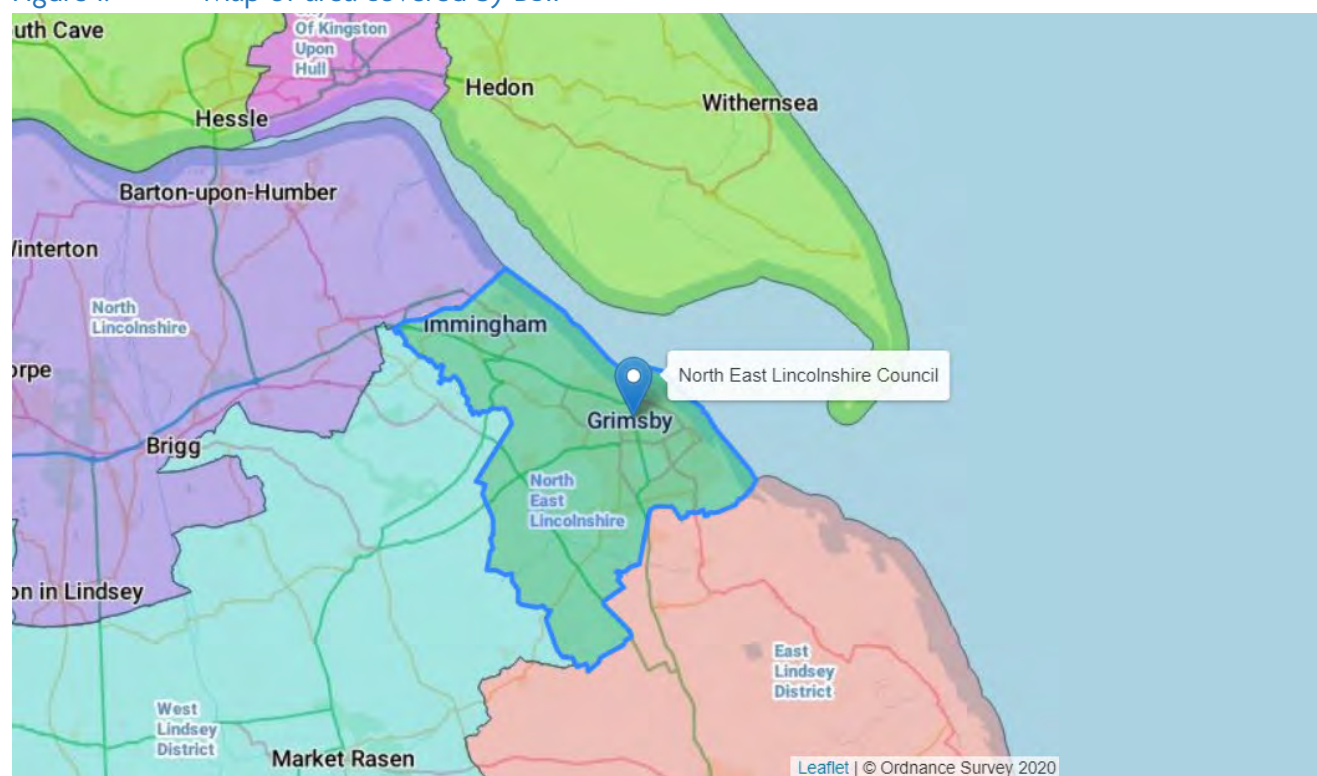 uth Cave
Of Kingston
Upon
Hull
Hedon
Withernsea
Hessle
Barton-upon-Humber
Winterton
North
Lincolnshire
Immingham
orpe
North East Lincolnshire Council
Grimsby
Brigg
North
East
Lincolnshire
on in Lindsey
East
Lindsey
District
West
Lindsey
District
Market Rasen
Leaflet | © Ordnance Survey 2020